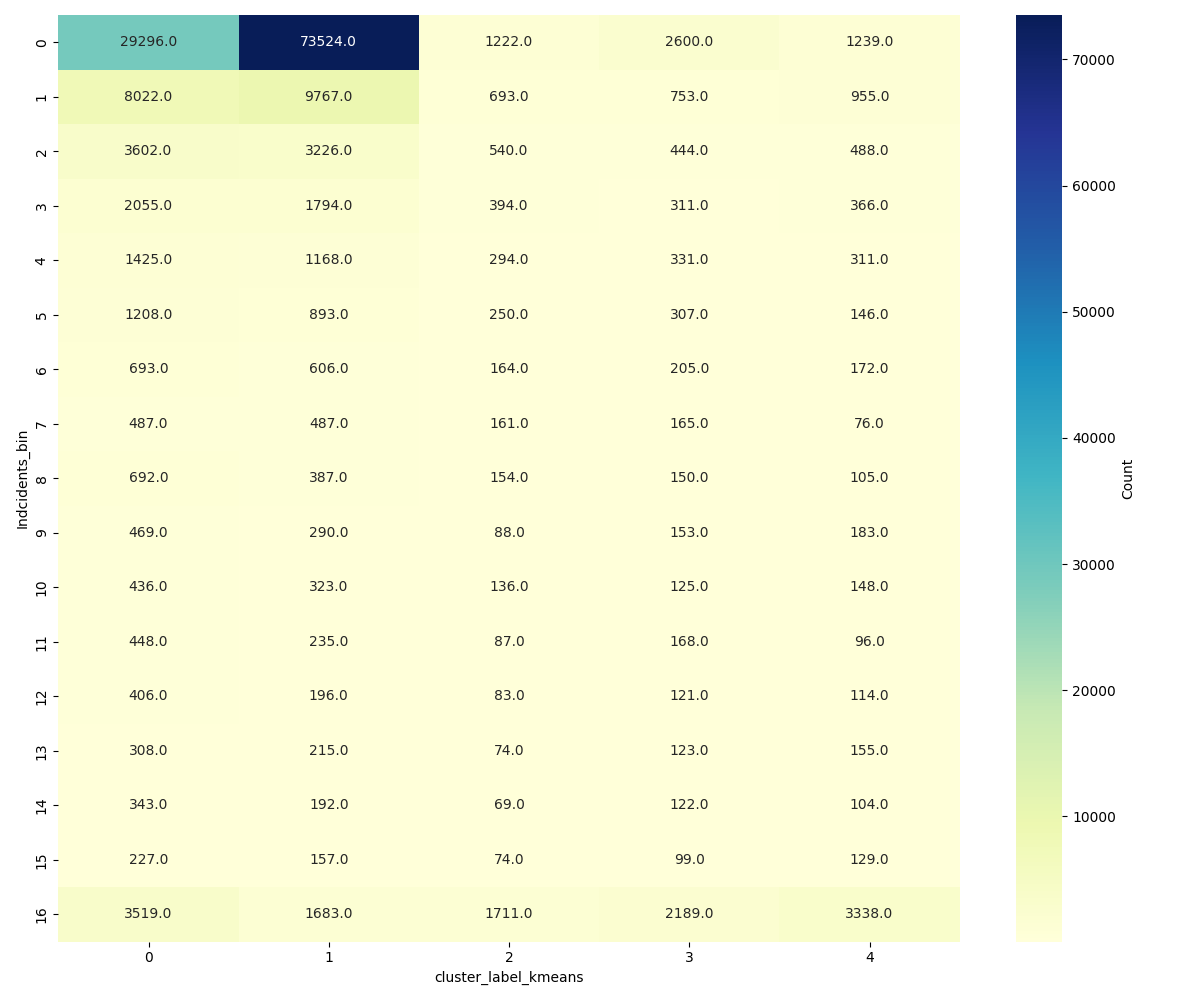 0 29296.0 73524.0 1222.0 2600.0 1239.0
1 8022.0 9767.0 693.0 753.0 955.0
2 3602.0 3226.0 540.0 444.0 488.0
3 2055.0 1794.0 394.0 311.0 366.0
4 1425.0 1168.0 294.0 331.0 311.0
5 1208.0 893.0 250.0 307.0 146.0
6 693.0 606.0 164.0 205.0 172.0
7 487.0 487.0 161.0 165.0 76.0
8 692.0 387.0 154.0 150.0 105.0
9 469.0 290.0 88.0 153.0 183.0
10 436.0 323.0 136.0 125.0 148.0
11 448.0 235.0 87.0 168.0 96.0
12 406.0 196.0 83.0 121.0 114.0
13 308.0 215.0 74.0 123.0 155.0
14 343.0 192.0 69.0 122.0 104.0
15 227.0 157.0 74.0 99.0 129.0
16 3519.0 1683.0 1711.0 2189.0 3338.0
0 1 2 3 4
cluster_label_kmeans
Indcidents_bin
70000
60000
50000
40000
30000
20000
10000
Count